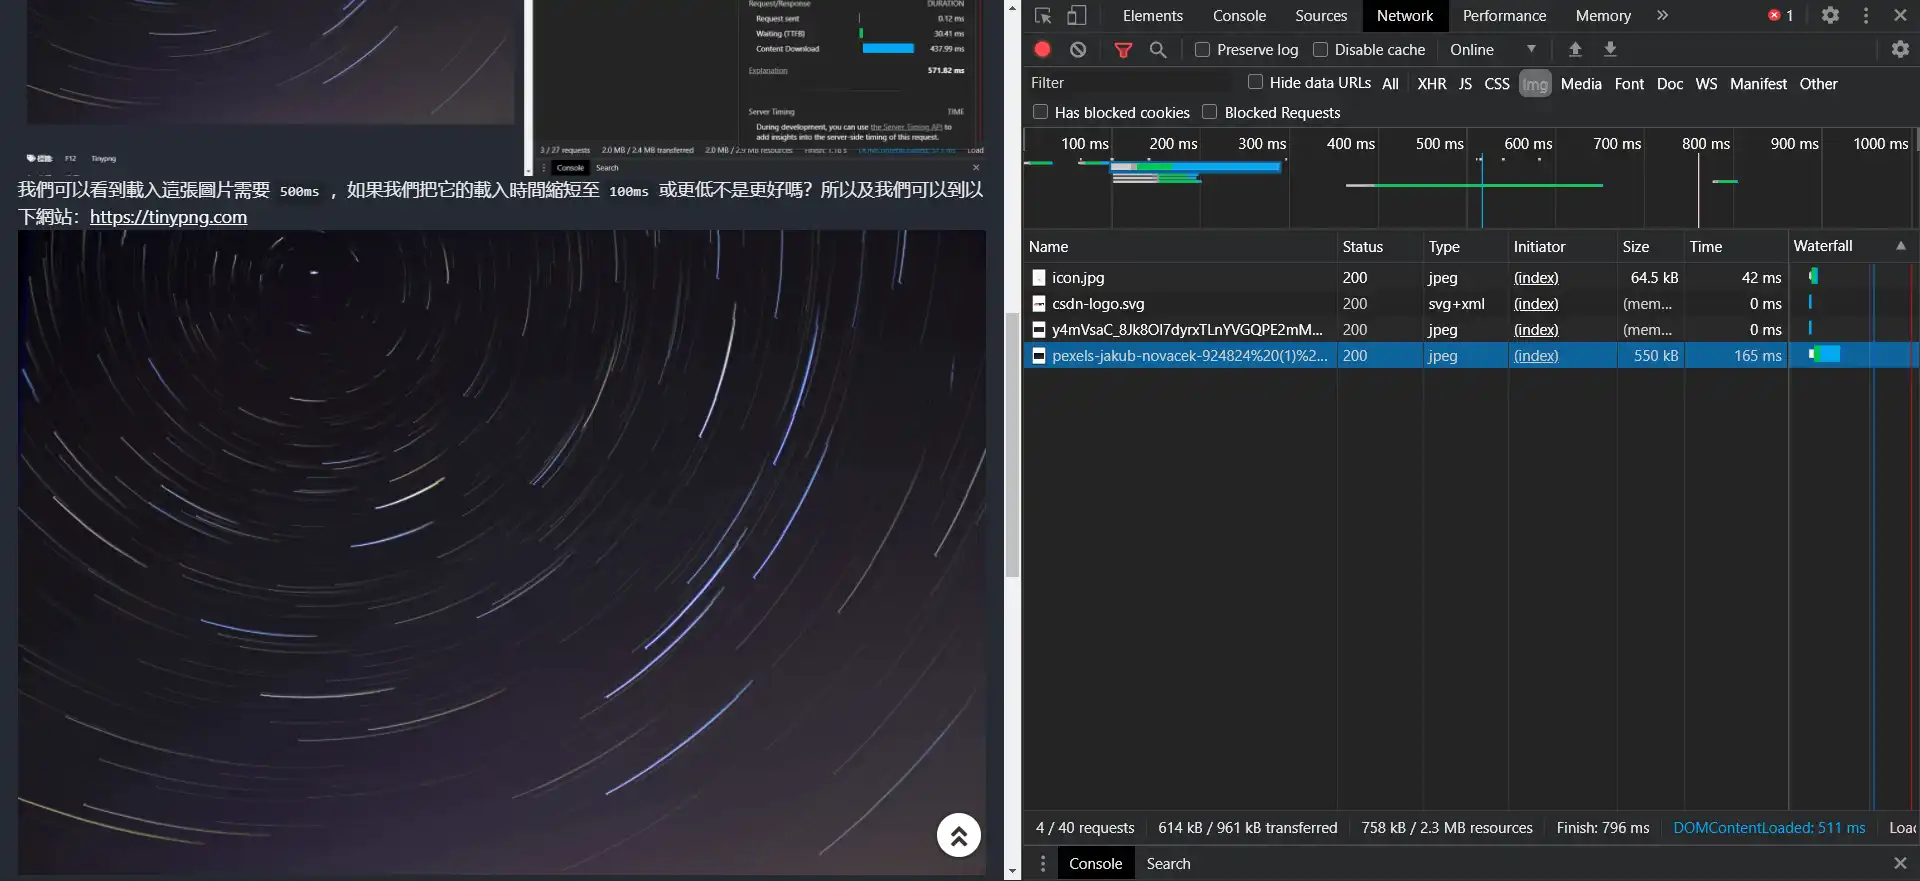 Request/Response DURATION
Request sent 0.12 ms
Waiting (TTFB) 30.41 ms
Content Download 437.99 ms
Explanation 571.82 ms
Server Timing TIME
During development, you can use the Server Timing API to
add insights into the server-side timing of this request.
3 / 27 requests 2.0 MB / 2.4 MB transferred 2.0 MB / 2.9 MB resources Finish: 1.18 s Load
Console Search
F12 Tinypng
我們可以看到載入這張圖片需要 500ms ，如果我們把它的載入時間縮短至 100ms 或更低不是更好嗎？所以及我們可以到以
下網站：https://tinypng.com
Elements Console Sources Network Performance Memory » 1
Preserve log Disable cache Online
Filter Hide data URLs All XHR JS CSS Img Media Font Doc WS Manifest Other
Has blocked cookies Blocked Requests
100 ms 200 ms 300 ms 400 ms 500 ms 600 ms 700 ms 800 ms 900 ms 1000 ms
Name Status Type Initiator Size Time Waterfall
icon.jpg 200 jpeg (index) 64.5 kB 42 ms
csdn-logo.svg 200 svg+xml (index) (mem... 0 ms
y4mVsaC_8Jk8Ol7dyrxTLnYVGQPE2mM... 200 jpeg (index) (mem... 0 ms
pexels-jakub-novacek-924824%20(1)%2... 200 jpeg (index) 550 kB 165 ms
4 / 40 requests 614 kB / 961 kB transferred 758 kB / 2.3 MB resources Finish: 796 ms DOMContentLoaded: 511 ms Loa
Console Search